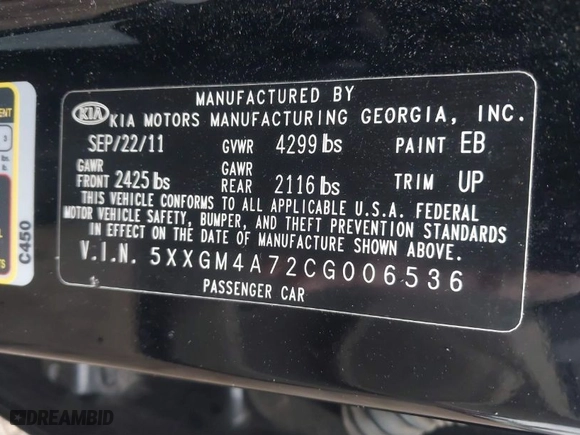 MANUFACTURED BY
KIA KIA MOTORS MANUFACTURING GEORGIA, INC.
SEP/22/11 GVWR 4299 lbs PAINT EB
GAWR FRONT 2425 lbs GAWR REAR 2116 lbs TRIM UP
THIS VEHICLE CONFORMS TO ALL APPLICABLE U.S.A. FEDERAL
MOTOR VEHICLE SAFETY, BUMPER, AND THEFT PREVENTION STANDARDS
IN EFFECT ON THE DATE OF MANUFACTURE SHOWN ABOVE.
V.I.N. 5XXGM4A72CG006536
PASSENGER CAR
C450
DREAMBID